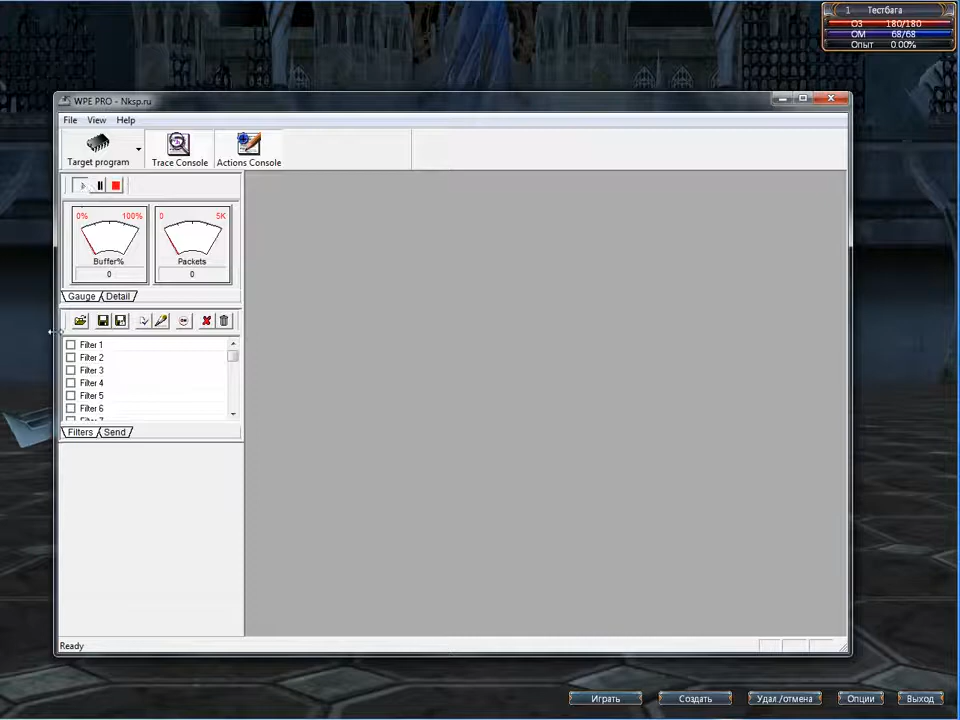 1 Тестбага
ОЗ 180/180
ОМ 68/68
Опыт 0.00%
WPE PRO - Nksp.ru
File View Help
Target program Trace Console Actions Console
0% 100% 0 5K
Buffer% Packets
0 0
Gauge Detail
Filter 1
Filter 2
Filter 3
Filter 4
Filter 5
Filter 6
Filter 7
Filters Send
Ready
Играть Создать Удал./отмена Опции Выход